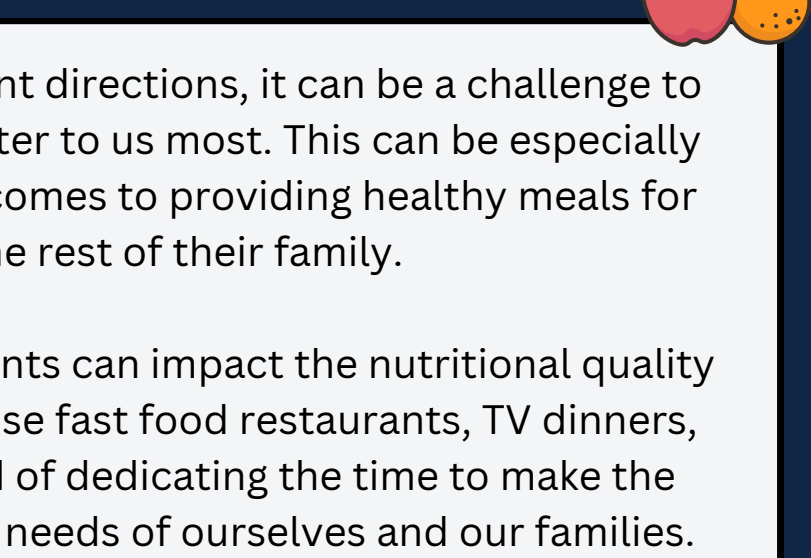 nt directions, it can be a challenge to
ter to us most. This can be especially
comes to providing healthy meals for
e rest of their family.
nts can impact the nutritional quality
se fast food restaurants, TV dinners,
of dedicating the time to make the
needs of ourselves and our families.